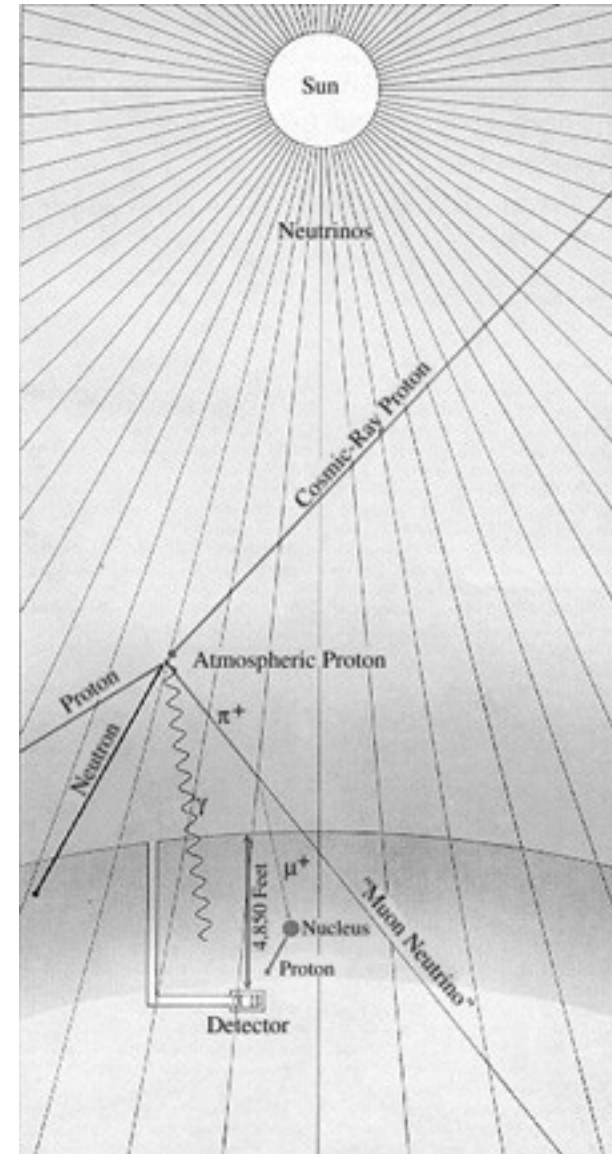 Sun
Neutrinos
Cosmic-Ray Proton
Atmospheric Proton
Proton
π+
Neutron
γ
μ+
4,850 Feet
"Muon Neutrino"
Nucleus
Proton
Detector